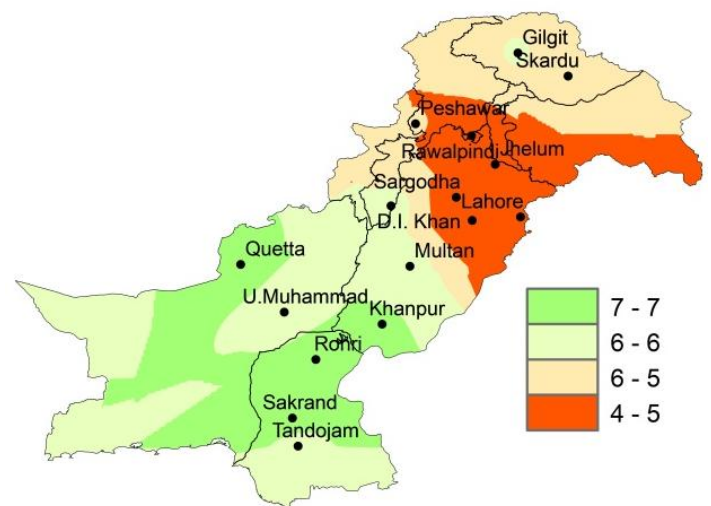 Gilgit
Skardu
Peshawar
Rawalpindi
Jhelum
Sargodha
Lahore
D.I. Khan
Quetta
Multan
U.Muhammad
Khanpur
Rohri
Sakrand
Tandojam
7 - 7
6 - 6
6 - 5
4 - 5